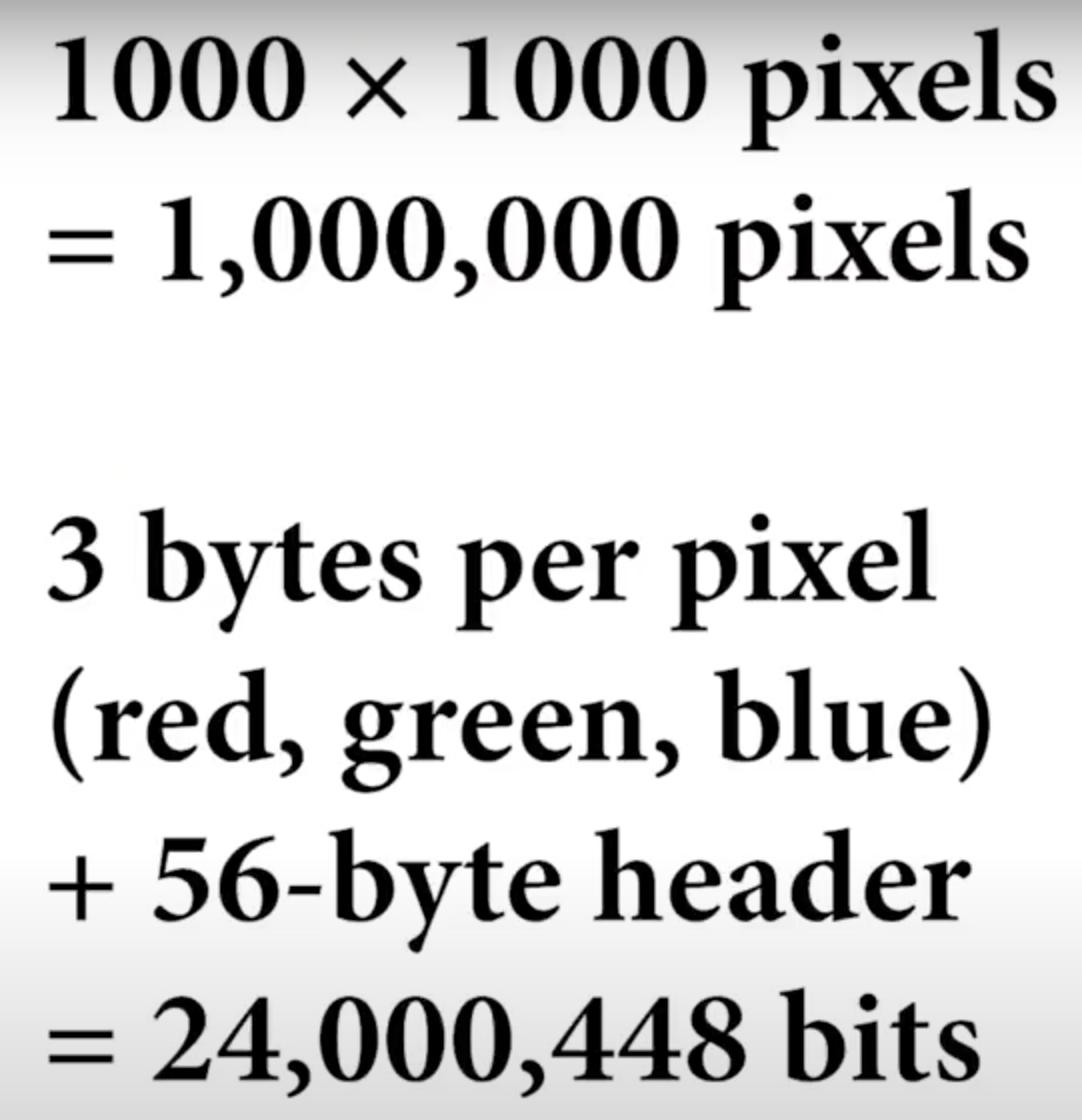 1000 × 1000 pixels
= 1,000,000 pixels
3 bytes per pixel
(red, green, blue)
+ 56-byte header
= 24,000,448 bits